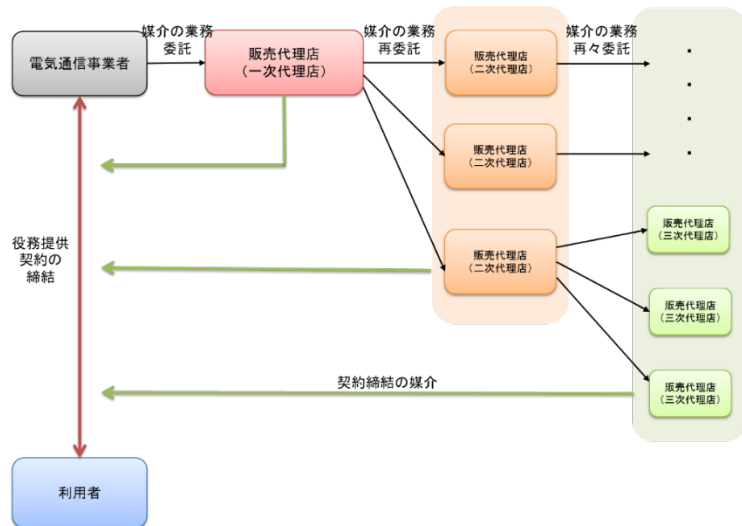 媒介の業務
委託
媒介の業務
再委託
媒介の業務
再々委託
電気通信事業者
販売代理店
（一次代理店）
販売代理店
（二次代理店）
販売代理店
（二次代理店）
販売代理店
（二次代理店）
販売代理店
（三次代理店）
販売代理店
（三次代理店）
販売代理店
（三次代理店）
役務提供
契約の
締結
契約締結の媒介
利用者